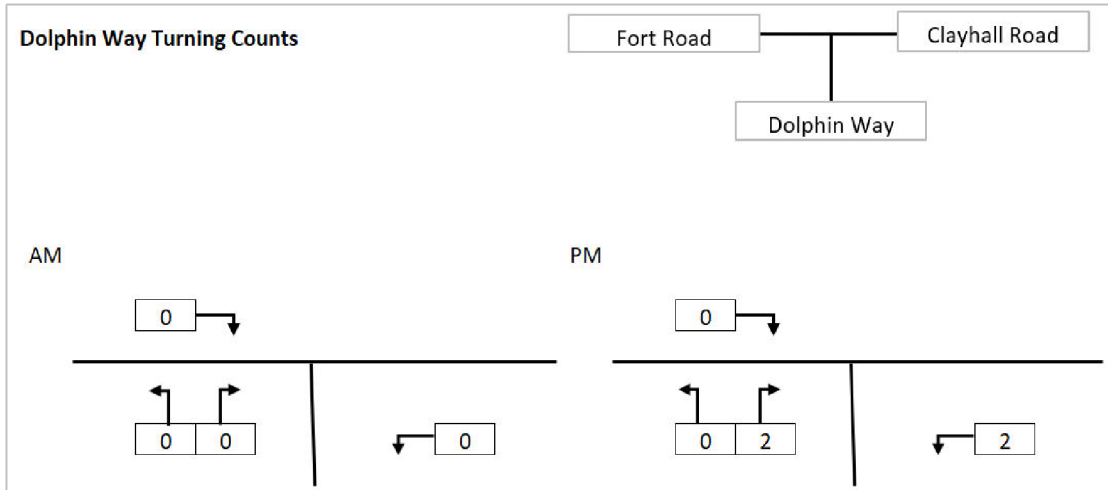 Dolphin Way Turning Counts
Fort Road
Clayhall Road
Dolphin Way
AM
PM
0
0
0 0
0
0 2
2